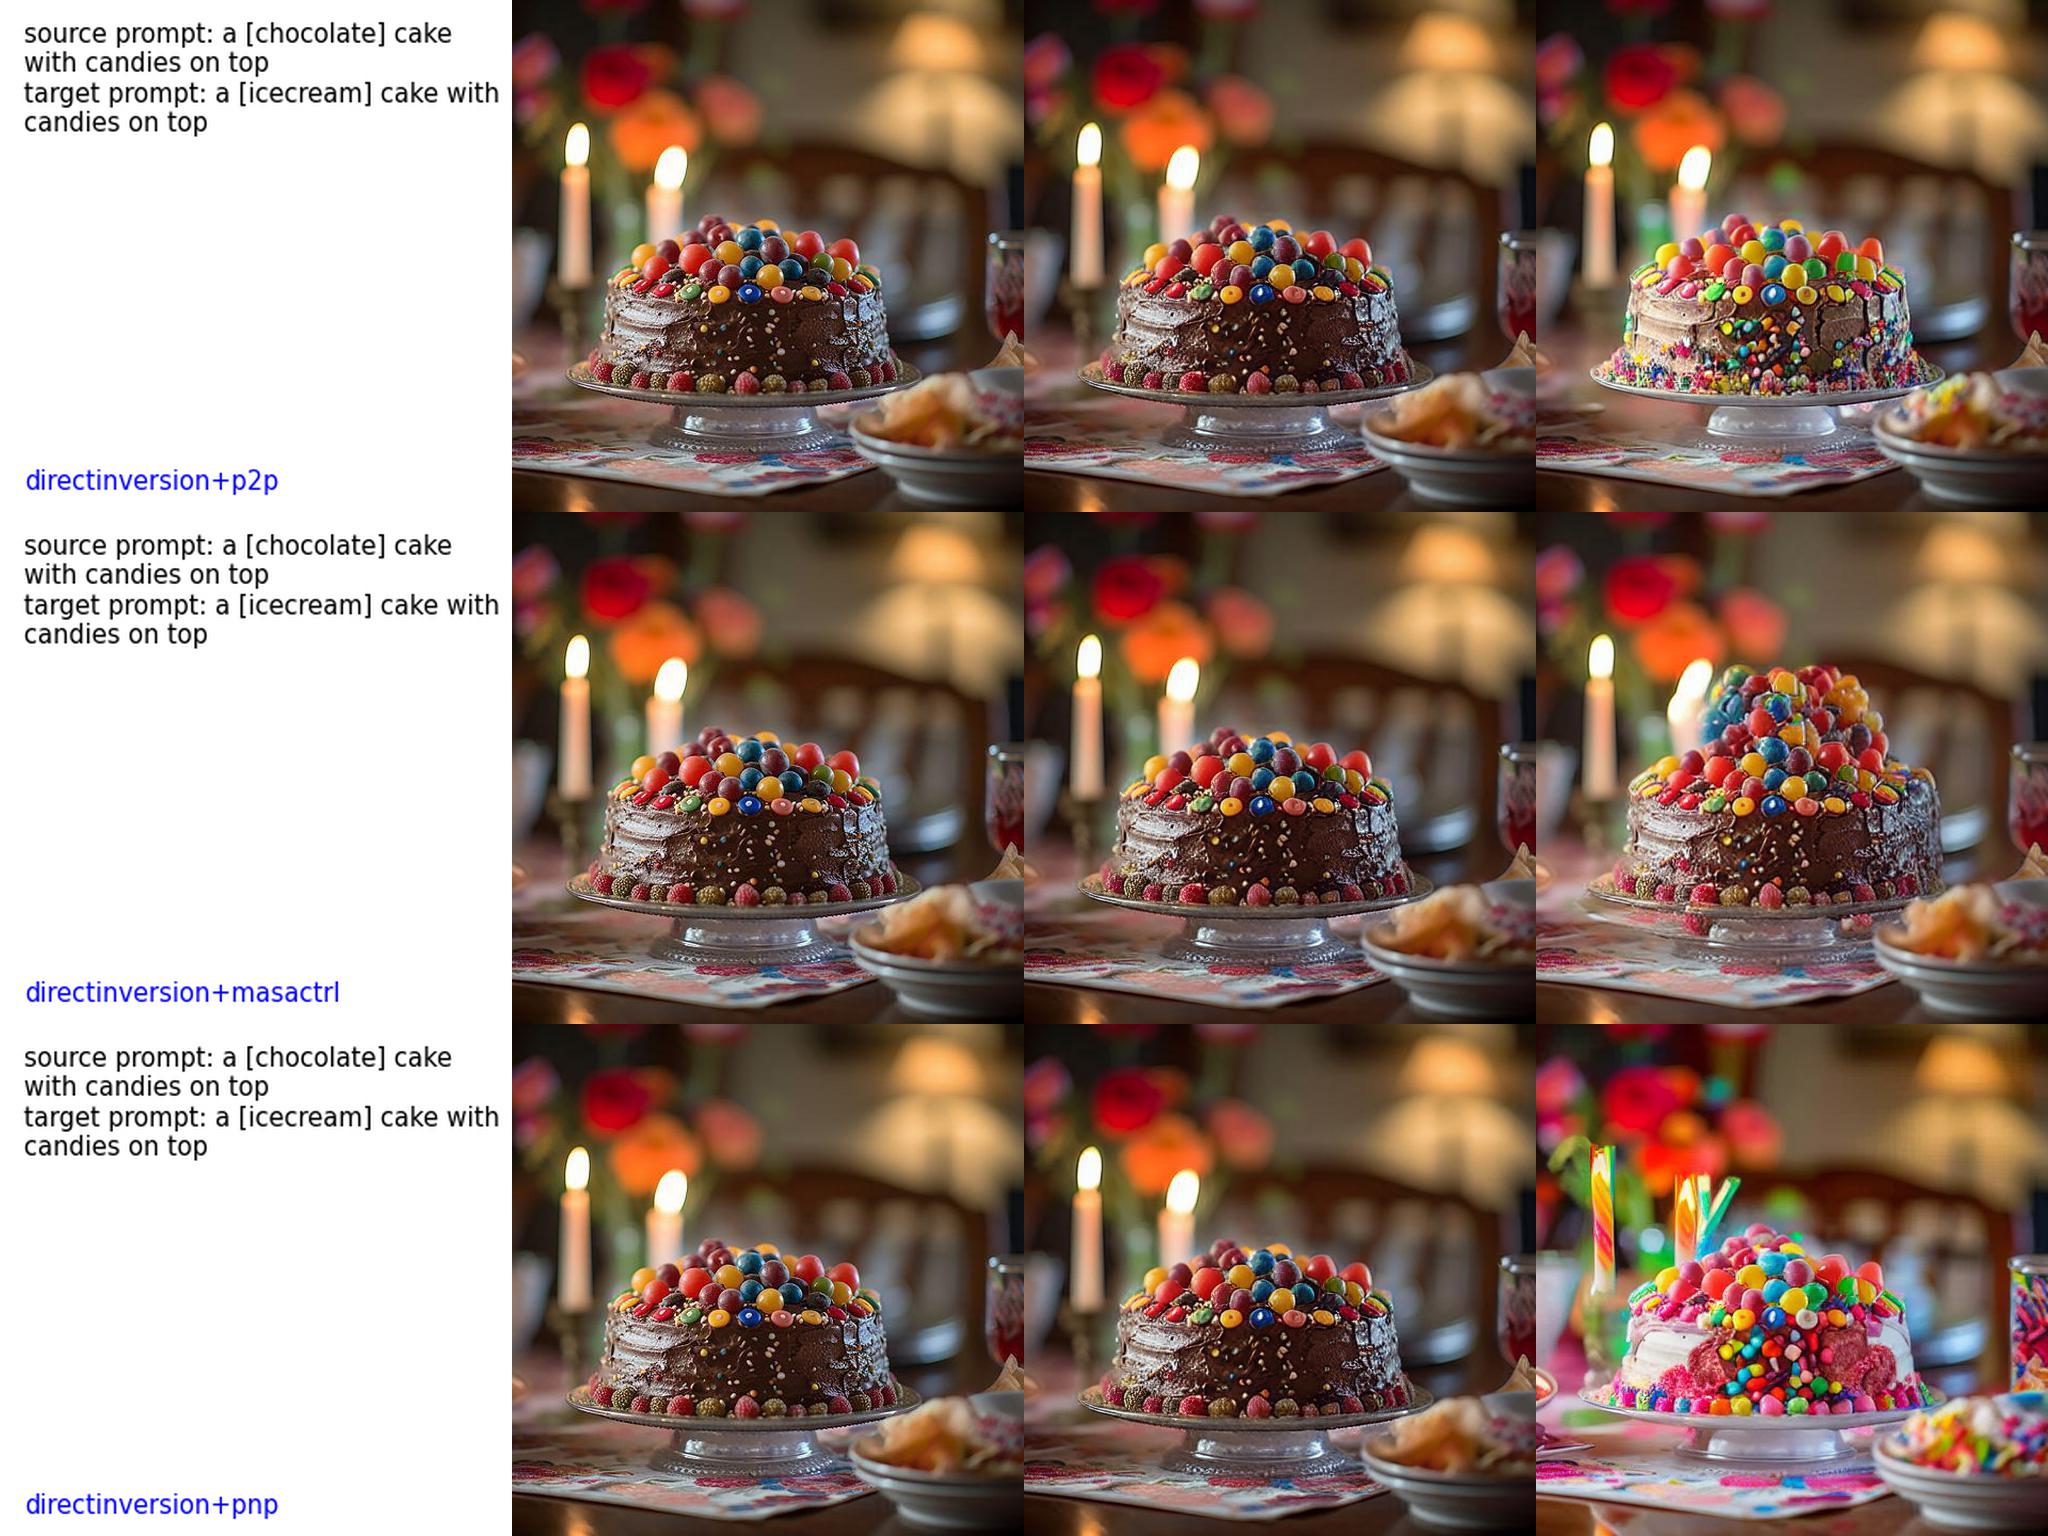 source prompt: a [chocolate] cake
with candies on top
target prompt: a [icecream] cake with
candies on top
directinversion+p2p
source prompt: a [chocolate] cake
with candies on top
target prompt: a [icecream] cake with
candies on top
directinversion+masactrl
source prompt: a [chocolate] cake
with candies on top
target prompt: a [icecream] cake with
candies on top
directinversion+pnp